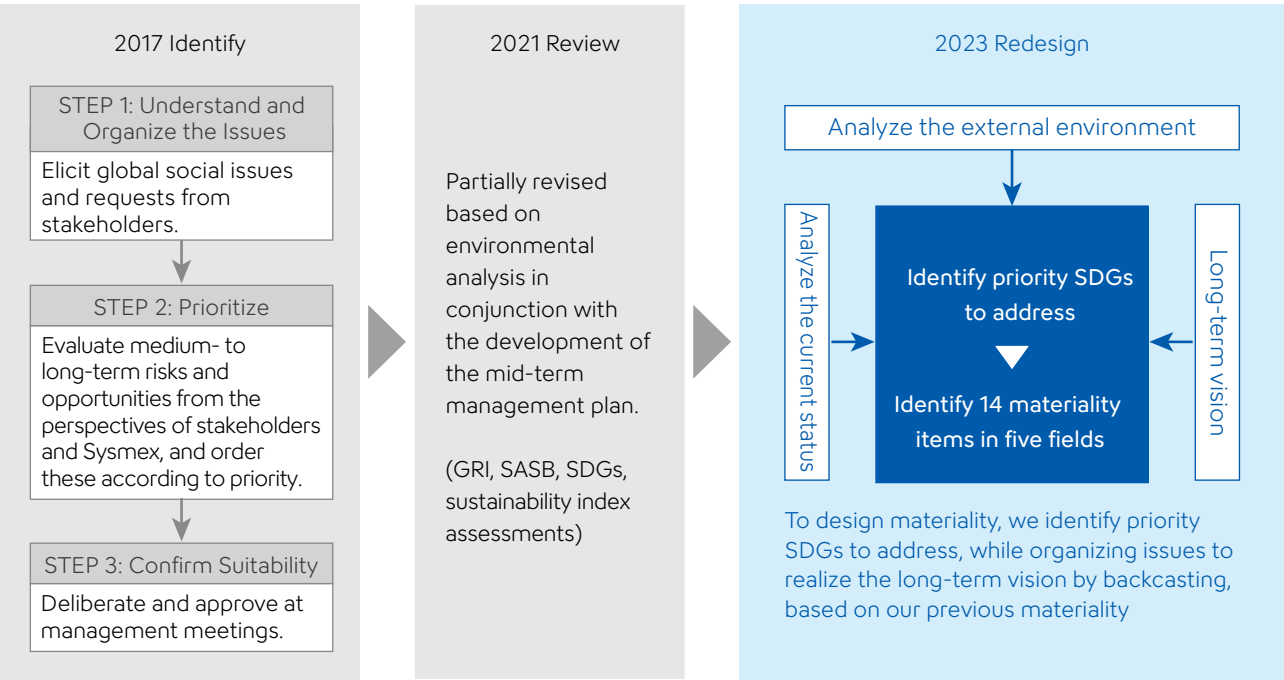 2017 Identify
STEP 1: Understand and
Organize the Issues
Elicit global social issues
and requests from
stakeholders.
STEP 2: Prioritize
Evaluate medium- to
long-term risks and
opportunities from the
perspectives of stakeholders
and Sysmex, and order
these according to priority.
STEP 3: Confirm Suitability
Deliberate and approve at
management meetings.
2021 Review
Partially revised
based on
environmental
analysis in
conjunction with
the development of
the mid-term
management plan.
(GRI, SASB, SDGs,
sustainability index
assessments)
2023 Redesign
Analyze the external environment
Analyze the current status
Identify priority SDGs
to address
Identify 14 materiality
items in five fields
Long-term vision
To design materiality, we identify priority
SDGs to address, while organizing issues to
realize the long-term vision by backcasting,
based on our previous materiality